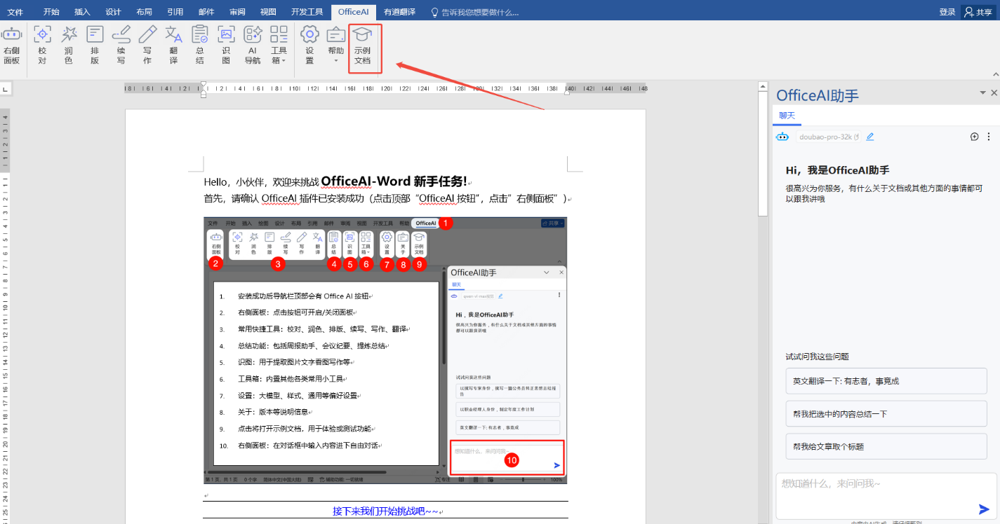 文件 开始 插入 设计 布局 引用 邮件 审阅 视图 开发工具 OfficeAI 有道翻译 告诉我您想要做什么... 登录 共享
右侧面板 校对 润色 排版 续写 写作 翻译 总结 识图 AI导航 工具箱 设置 帮助 示例文档
|8| |6| |4| |2| | | |2| |4| |6| |8| |10| |12| |14| |16| |18| |20| |22| |24| |26| |28| |30| |32| |34| |36| |38| |40| |42| |44| |46| |48
Hello，小伙伴，欢迎来挑战 OfficeAI-Word 新手任务!
首先，请确认 OfficeAI 插件已安装成功（点击顶部“OfficeAI 按钮”，点击”右侧面板”）
文件 开始 插入 绘图 设计 布局 引用 邮件 审阅 视图 开发工具 帮助 OfficeAI 1 共享
右侧面板 校对 润色 排版 续写 写作 翻译 总结 识图 工具箱 设置 关于 示例文档
2 3 4 5 6 7 8 9
1. 安装成功后导航栏顶部会有 Office AI 按钮
2. 右侧面板：点击按钮可开启/关闭面板
3. 常用快捷工具：校对、润色、排版、续写、写作、翻译
4. 总结功能：包括周报助手、会议纪要、提炼总结
5. 识图：用于提取图片文字看图写作等
6. 工具箱：内置其他各类常用小工具
7. 设置：大模型、样式、通用等偏好设置
8. 关于：版本等说明信息
9. 点击将打开示例文档，用于体验或测试功能
10. 右侧面板：在对话框中输入内容进下自由对话
OfficeAI助手
聊天
Hi，我是OfficeAI助手
很高兴为你服务，有什么关于文档或其他方面的事情都可以跟我讲哦
试试问我这些问题
以撰写专家身份，撰写一篇公务员转正思想总结报告
以职业经理人身份，制定年度工作计划
英文翻译一下: 有志者，事竟成
想知道什么，来问问我~
10
第1页，共1页 0个字 简体中文(中国大陆) 辅助功能: 一切就绪 专注 100%
接下来我们开始挑战吧~~
OfficeAI助手
聊天
doubao-pro-32k
Hi，我是OfficeAI助手
很高兴为你服务，有什么关于文档或其他方面的事情都可
以跟我讲哦
试试问我这些问题
英文翻译一下: 有志者，事竟成
帮我把选中的内容总结一下
帮我给文章取个标题
想知道什么，来问问我~